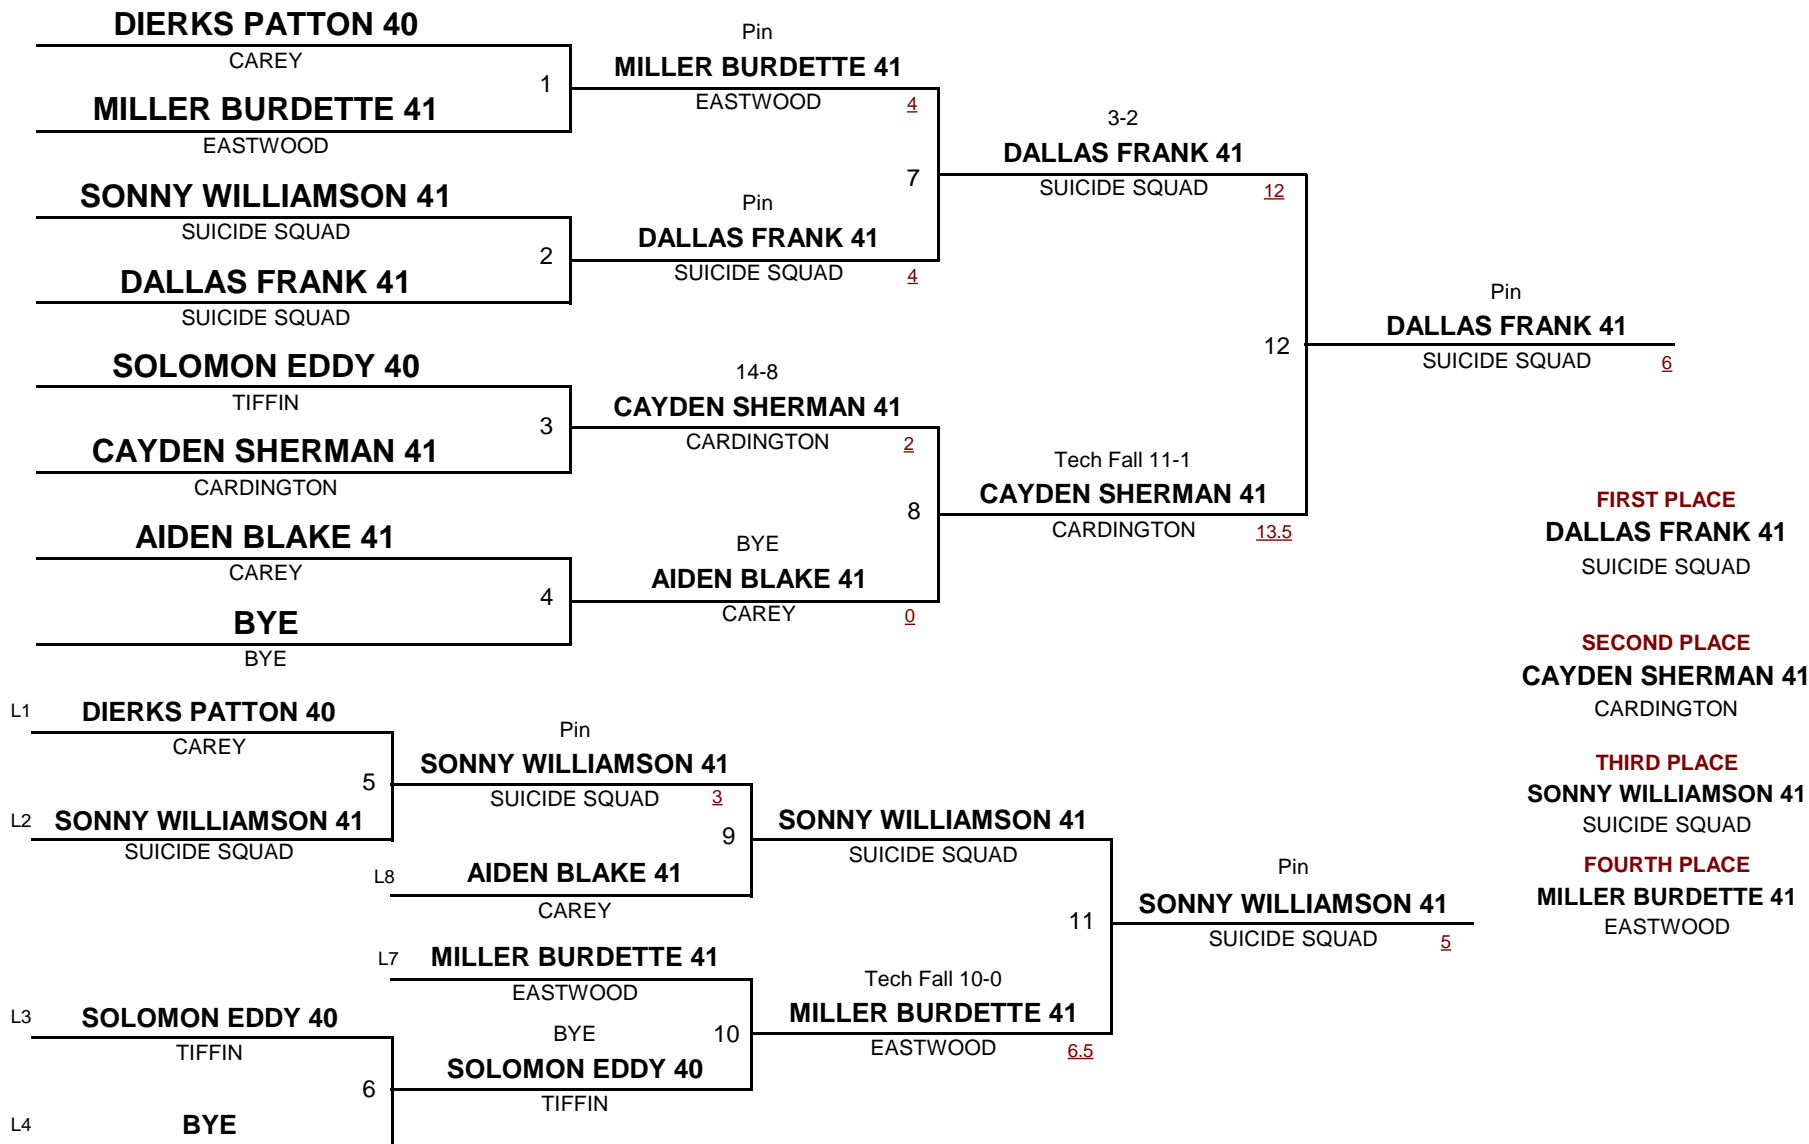 DIERKS PATTON 40
CAREY
1
MILLER BURDETTE 41
EASTWOOD
Pin
MILLER BURDETTE 41
EASTWOOD
4
SONNY WILLIAMSON 41
SUICIDE SQUAD
2
DALLAS FRANK 41
SUICIDE SQUAD
Pin
DALLAS FRANK 41
SUICIDE SQUAD
4
7
3-2
DALLAS FRANK 41
SUICIDE SQUAD
12
SOLOMON EDDY 40
TIFFIN
3
CAYDEN SHERMAN 41
CARDINGTON
14-8
CAYDEN SHERMAN 41
CARDINGTON
2
AIDEN BLAKE 41
CAREY
4
BYE
BYE
BYE
AIDEN BLAKE 41
CAREY
0
8
Tech Fall 11-1
CAYDEN SHERMAN 41
CARDINGTON
13.5
12
Pin
DALLAS FRANK 41
SUICIDE SQUAD
6
FIRST PLACE
DALLAS FRANK 41
SUICIDE SQUAD
SECOND PLACE
CAYDEN SHERMAN 41
CARDINGTON
THIRD PLACE
SONNY WILLIAMSON 41
SUICIDE SQUAD
FOURTH PLACE
MILLER BURDETTE 41
EASTWOOD
L1
DIERKS PATTON 40
CAREY
5
L2
SONNY WILLIAMSON 41
SUICIDE SQUAD
Pin
SONNY WILLIAMSON 41
SUICIDE SQUAD
3
9
L8
AIDEN BLAKE 41
CAREY
SONNY WILLIAMSON 41
SUICIDE SQUAD
L7
MILLER BURDETTE 41
EASTWOOD
10
L3
SOLOMON EDDY 40
TIFFIN
6
L4
BYE
BYE
SOLOMON EDDY 40
TIFFIN
Tech Fall 10-0
MILLER BURDETTE 41
EASTWOOD
6.5
11
Pin
SONNY WILLIAMSON 41
SUICIDE SQUAD
5